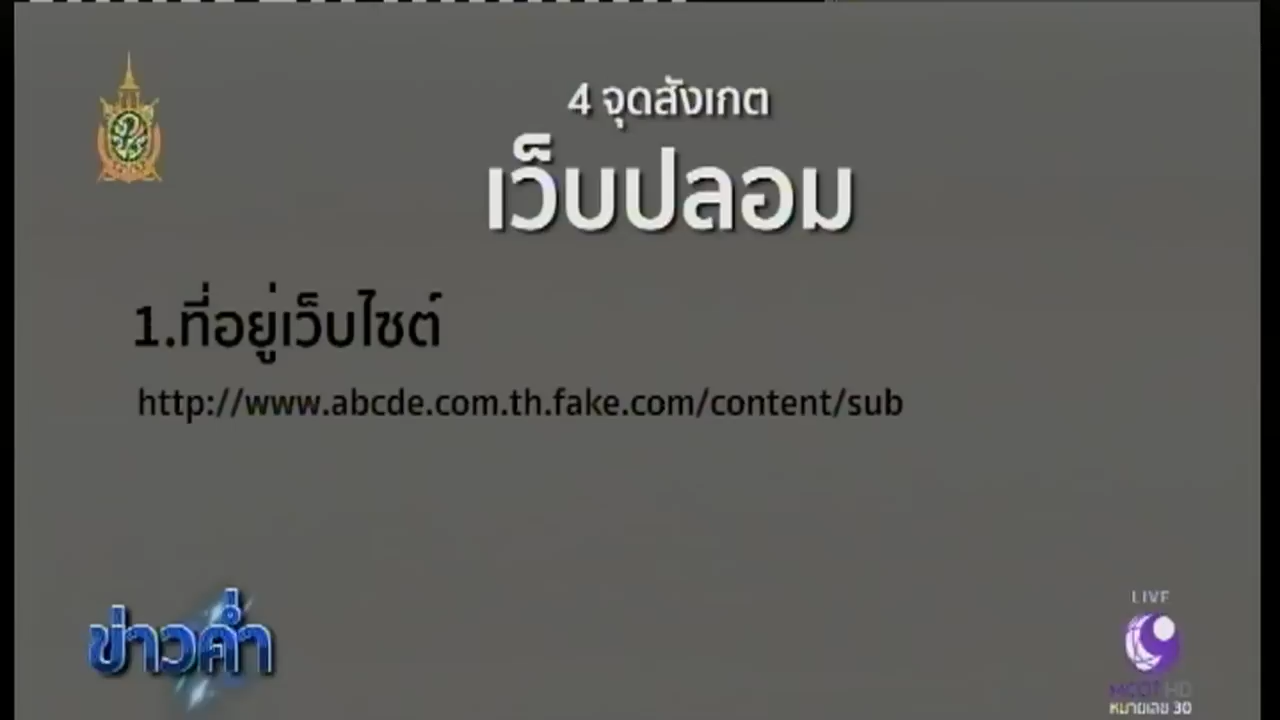 4 จุดสังเกต
เว็บปลอม
1.ที่อยู่เว็บไซต์
http://www.abcde.com.th.fake.com/content/sub
ข่าวค่ำ
LIVE
MCOT HD
หมายเลข 30